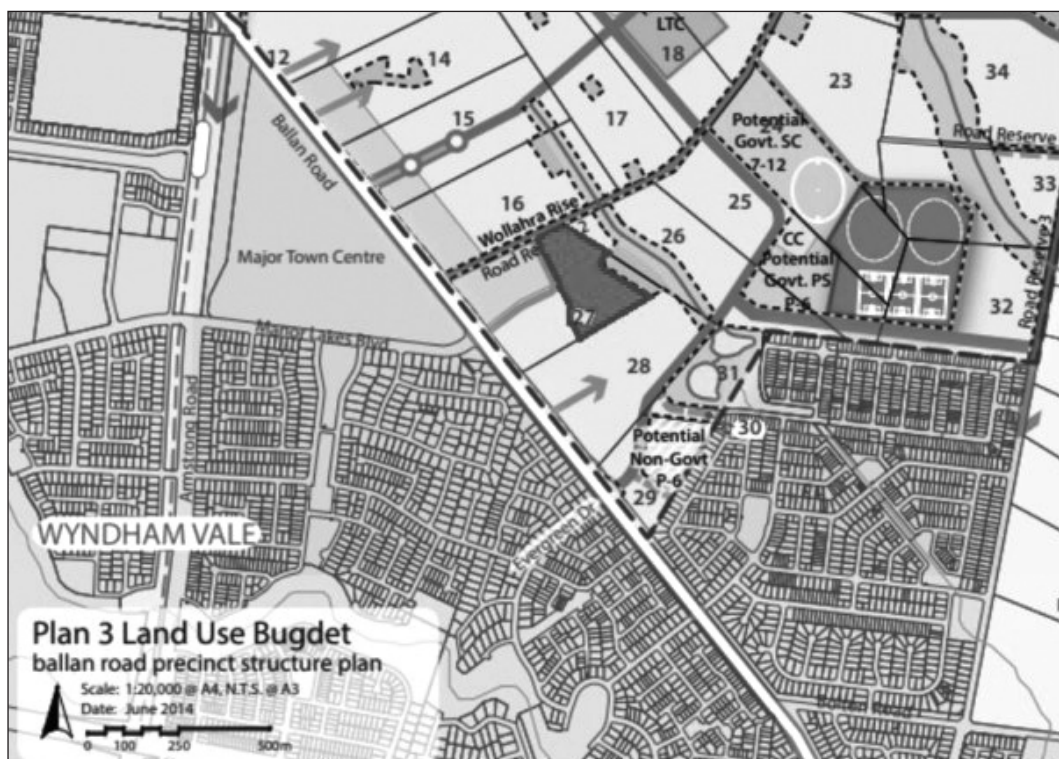 LTC
12
14
18
23
34
15
17
24
Potential
Govt. SC
7-12
Road Reserve
33
Ballan Road
16
Wollahra Rise
Road Rese
2
26
25
CC
Potential
Govt. PS
P-6
Road Reserve 3
32
Major Town Centre
Manor Lakes Blvd
27
28
31
30
Potential
Non-Govt
P-6
29
Armstrong Road
WYNDHAM VALE
Evergreen Dr
Plan 3 Land Use Bugdet
ballan road precinct structure plan
Scale: 1:20,000 @ A4, N.T.S. @ A3
Date: June 2014
0 100 250 500m